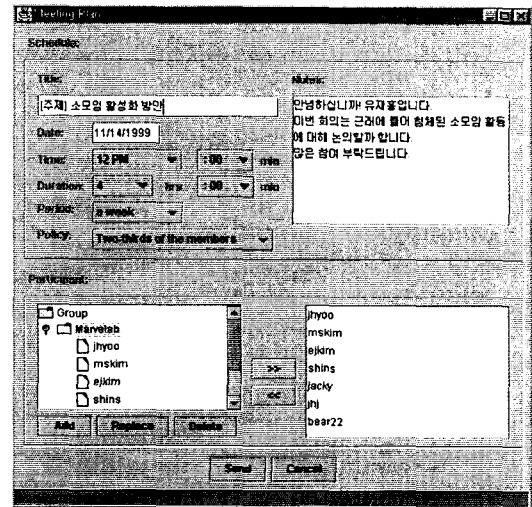 Meeting Plan
Schedule:
Title:
[주제] 소모임 활성화 방안
Date: 11/14/1999
Time: 12 PM :00 min
Duration: 4 hrs :00 min
Period: a week
Policy: Two-thirds of the members
Notes:
안녕하십니까! 유재홍입니다.
이번 회의는 근래에 들어 침체된 소모임 활동
에 대해 논의할까 합니다.
많은 참여 부탁드립니다.
Participant:
Group
Marvelab
jhyoo
mskim
ejkim
shins
Add Replace Delete
>>
<<
jhyoo
mskim
ejkim
shins
jacky
jhj
bear22
Send Cancel